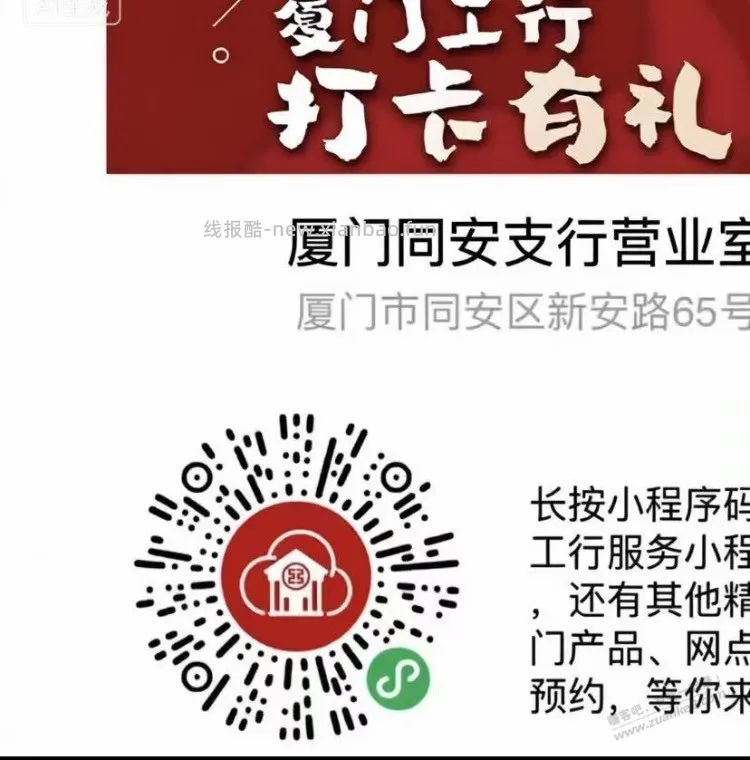 厦门工行
打卡有礼
线报酷-new.xianbao.fun
厦门同安支行营业室
厦门市同安区新安路65号
长按小程序码
工行服务小程
，还有其他精
门产品、网点
预约，等你来